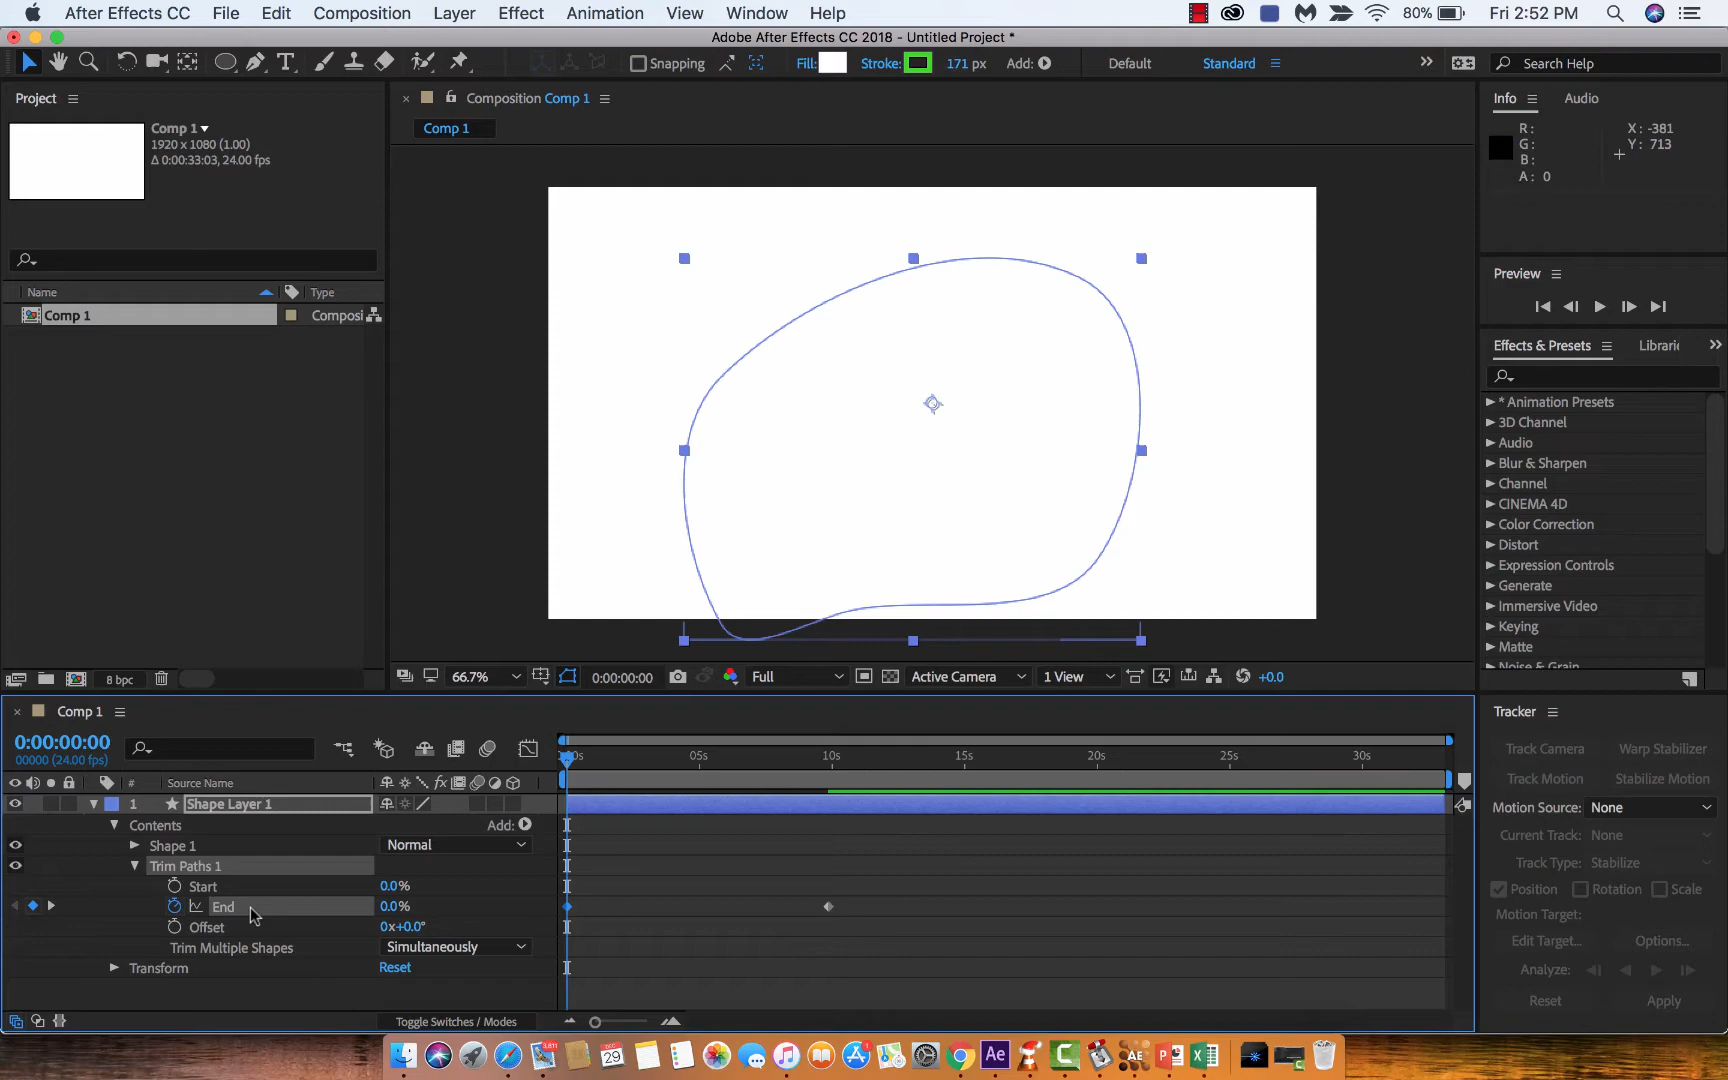 After Effects CC File Edit Composition Layer Effect Animation View Window Help 80% Fri 2:52 PM
Adobe After Effects CC 2018 - Untitled Project *
Snapping Fill: Stroke: 171 px Add: Default Standard Search Help
Project
Comp 1
1920 x 1080 (1.00)
Δ 0:00:33:03, 24.00 fps
Name Type
Comp 1 Composi
8 bpc
Composition Comp 1
Comp 1
66.7% 0:00:00:00 Full Active Camera 1 View +0.0
Info Audio
R: X: -381
G: Y: 713
B:
A: 0
Preview
Effects & Presets Librari
* Animation Presets
3D Channel
Audio
Blur & Sharpen
Channel
CINEMA 4D
Color Correction
Distort
Expression Controls
Generate
Immersive Video
Keying
Matte
Noise & Grain
Comp 1
0:00:00:00
00000 (24.00 fps)
05s 10s 15s 20s 25s 30s
# Source Name
1 Shape Layer 1
Contents Add:
Shape 1 Normal
Trim Paths 1
Start 0.0%
End 0.0%
Offset 0x+0.0°
Trim Multiple Shapes Simultaneously
Transform Reset
Toggle Switches / Modes
Tracker
Track Camera Warp Stabilizer
Track Motion Stabilize Motion
Motion Source: None
Current Track: None
Track Type: Stabilize
Position Rotation Scale
Motion Target:
Edit Target... Options...
Analyze:
Reset Apply
3,811
DEC
29
Ae
AE